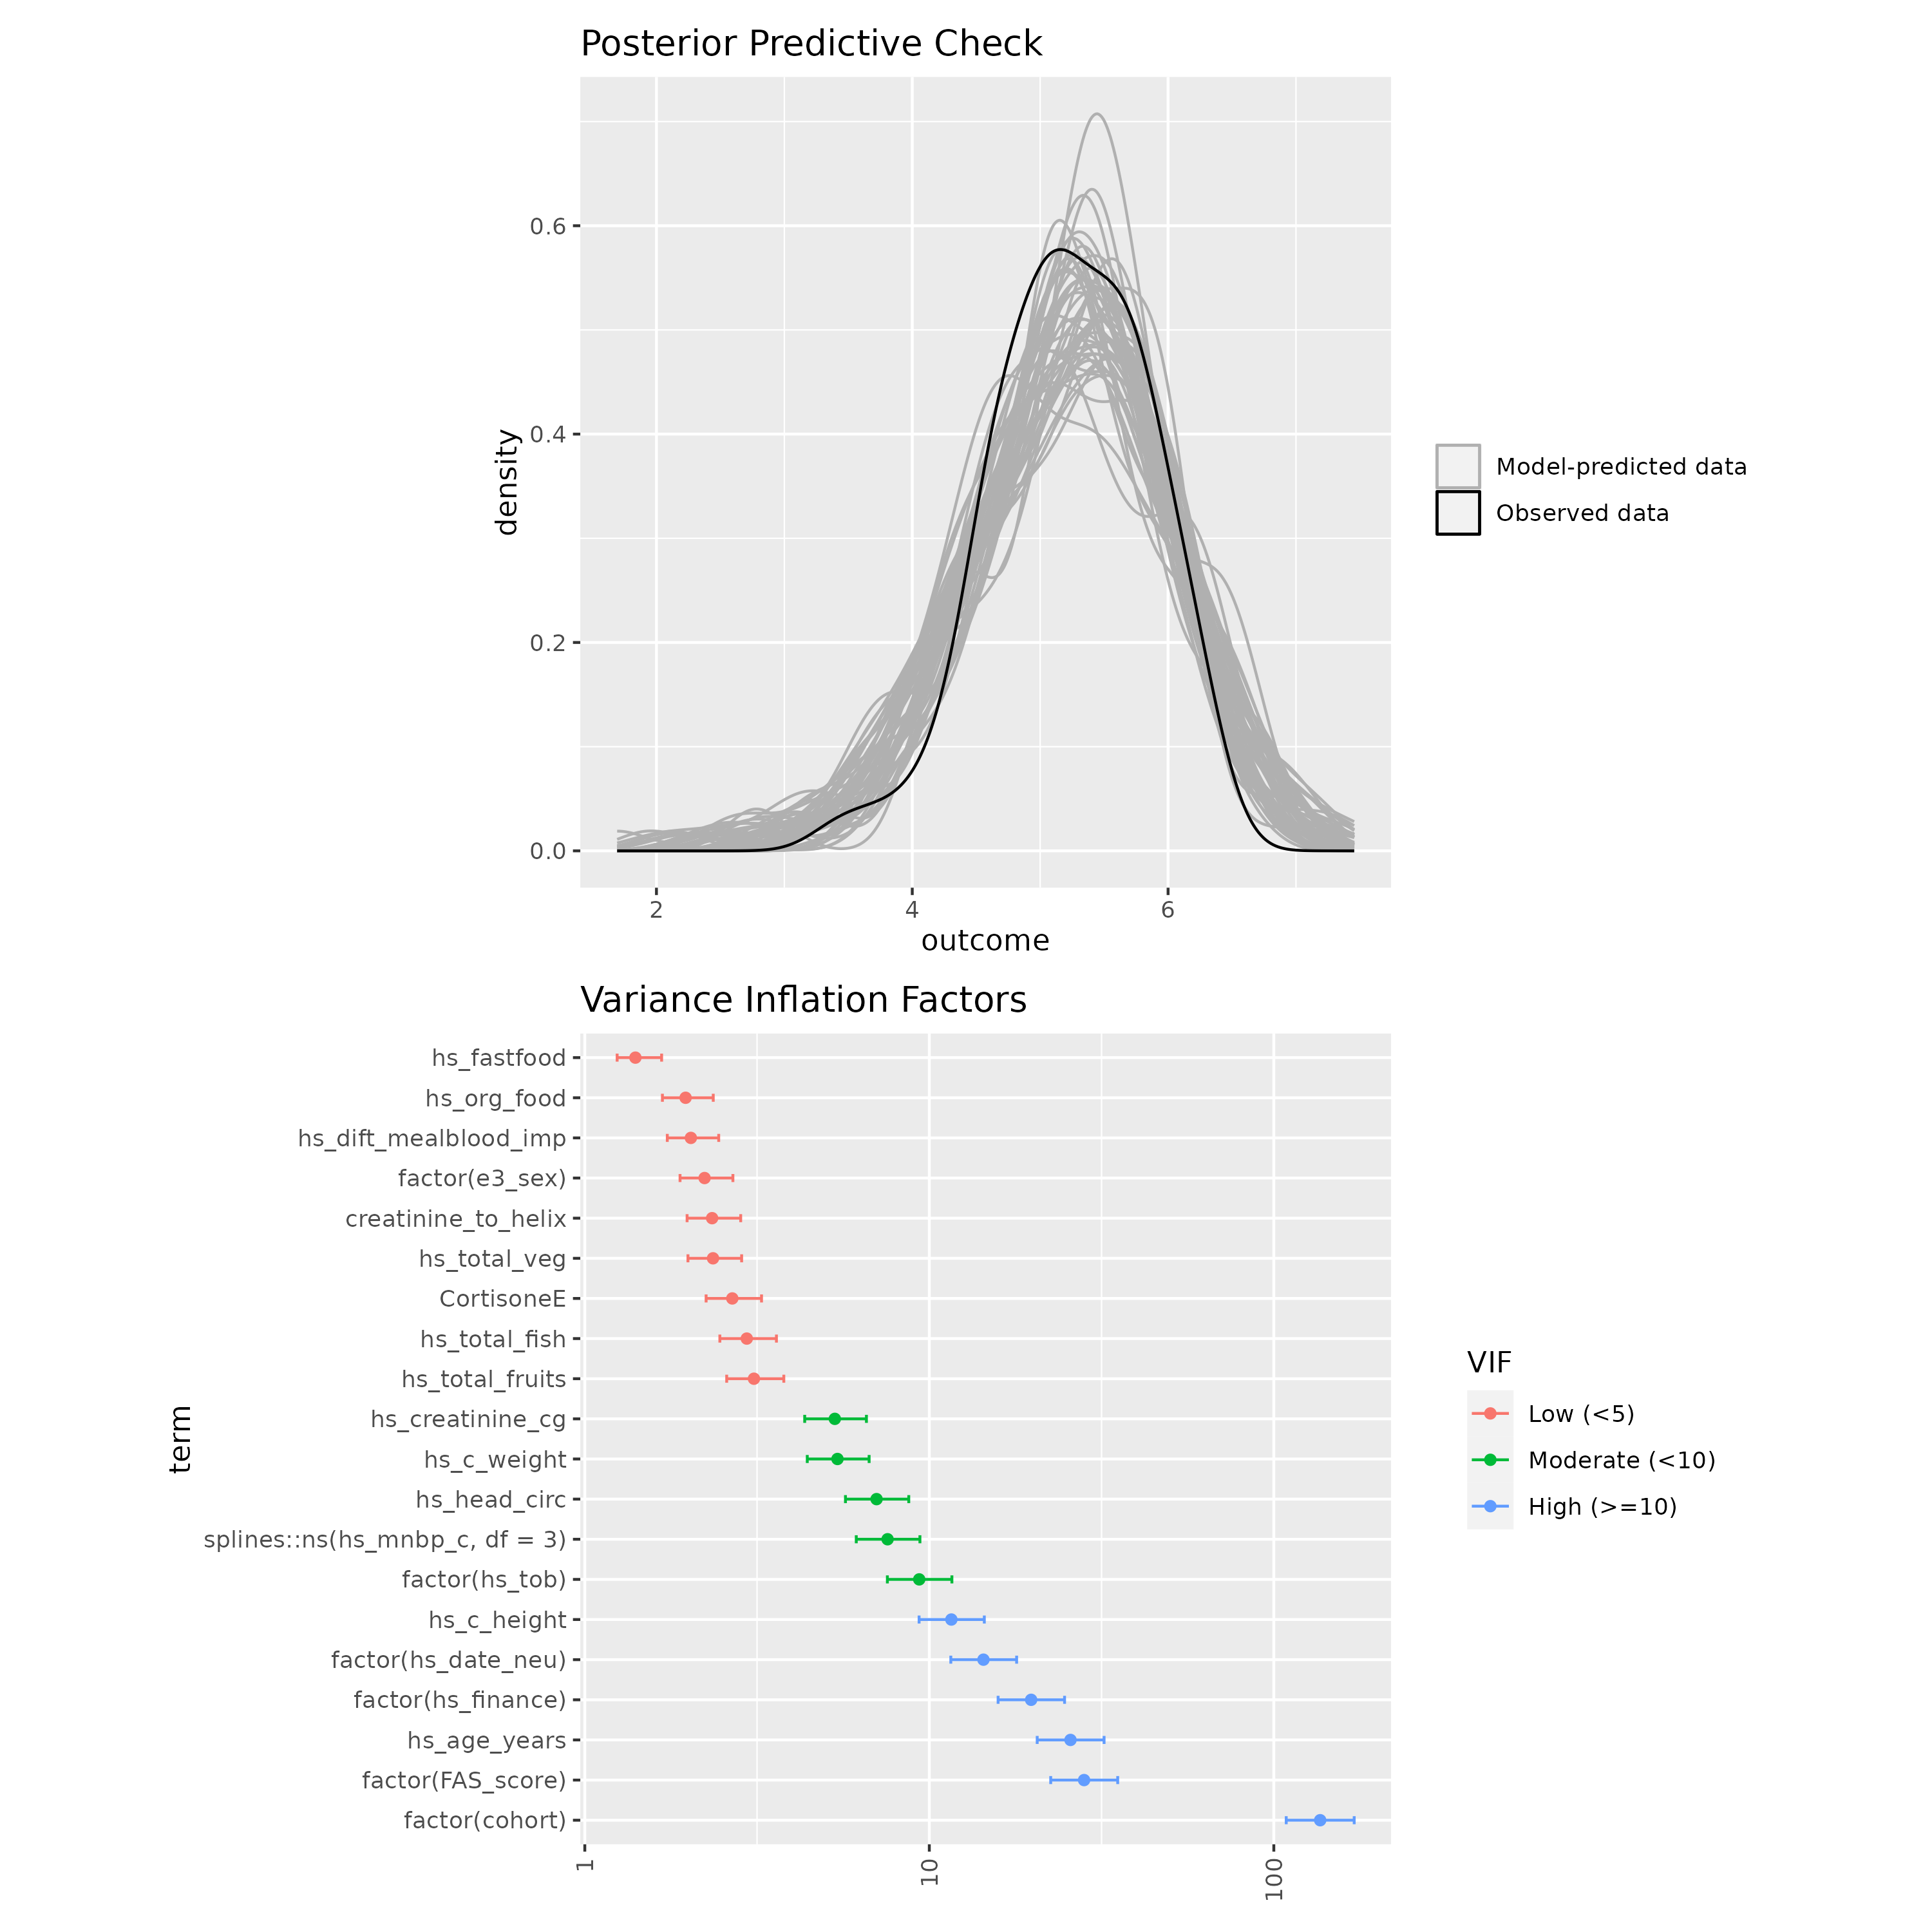 Posterior Predictive Check
0.6
0.4
0.2
0.0
density
2
4
6
outcome
Model-predicted data
Observed data
Variance Inflation Factors
hs_fastfood
hs_org_food
hs_dift_mealblood_imp
factor(e3_sex)
creatinine_to_helix
hs_total_veg
CortisoneE
hs_total_fish
hs_total_fruits
hs_creatinine_cg
hs_c_weight
hs_head_circ
splines::ns(hs_mnbp_c, df = 3)
factor(hs_tob)
hs_c_height
factor(hs_date_neu)
factor(hs_finance)
hs_age_years
factor(FAS_score)
factor(cohort)
term
1
10
100
VIF
Low (<5)
Moderate (<10)
High (>=10)